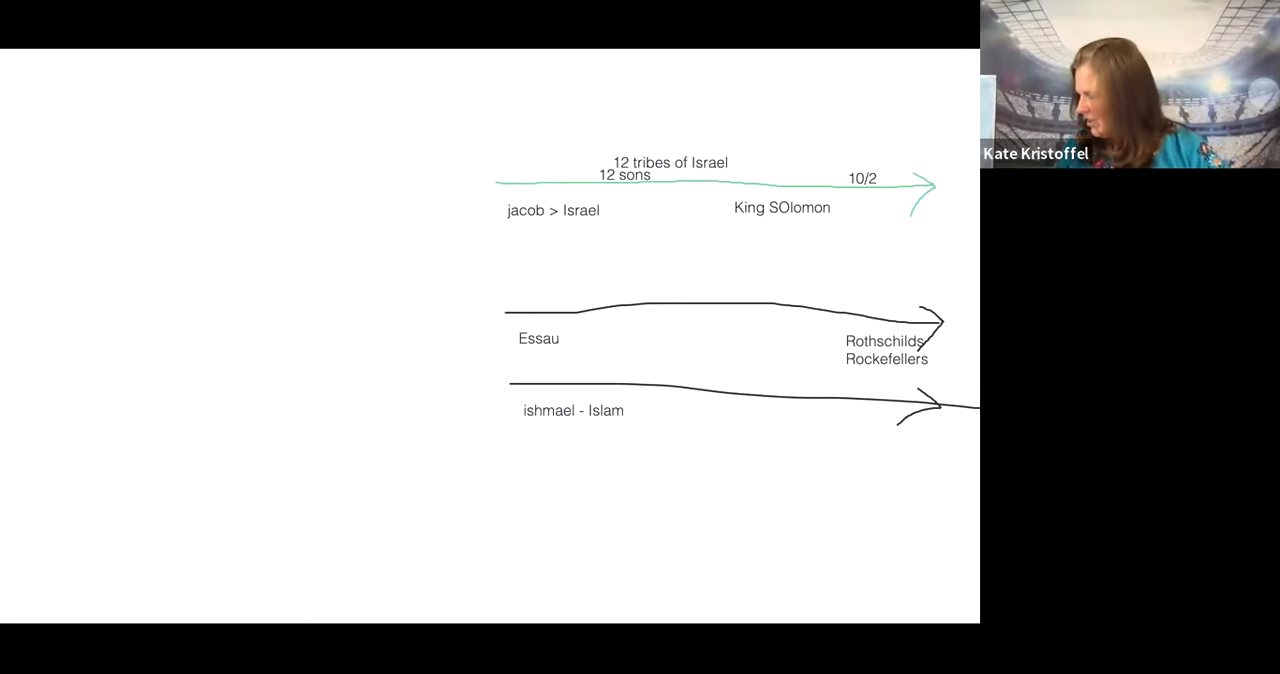 12 tribes of Israel
12 sons
10/2
jacob > Israel
King SOlomon
Essau
Rothschilds
Rockefellers
ishmael - Islam
Kate Kristoffel